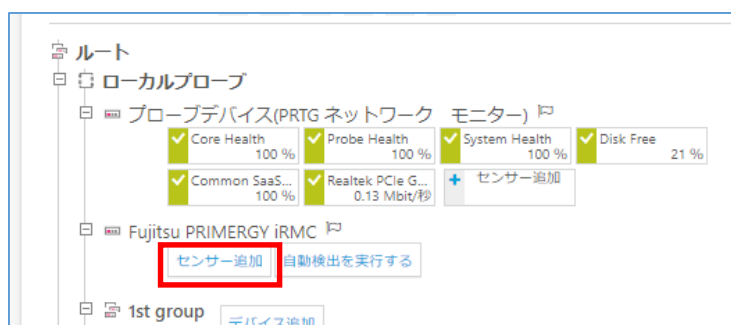 ルート
ローカルプローブ
プローブデバイス(PRTG ネットワーク モニター)
Core Health 100 %
Probe Health 100 %
System Health 100 %
Disk Free 21 %
Common SaaS... 100 %
Realtek PCIe G... 0.13 Mbit/秒
センサー追加
Fujitsu PRIMERGY iRMC
センサー追加 自動検出を実行する
1st group デバイス追加